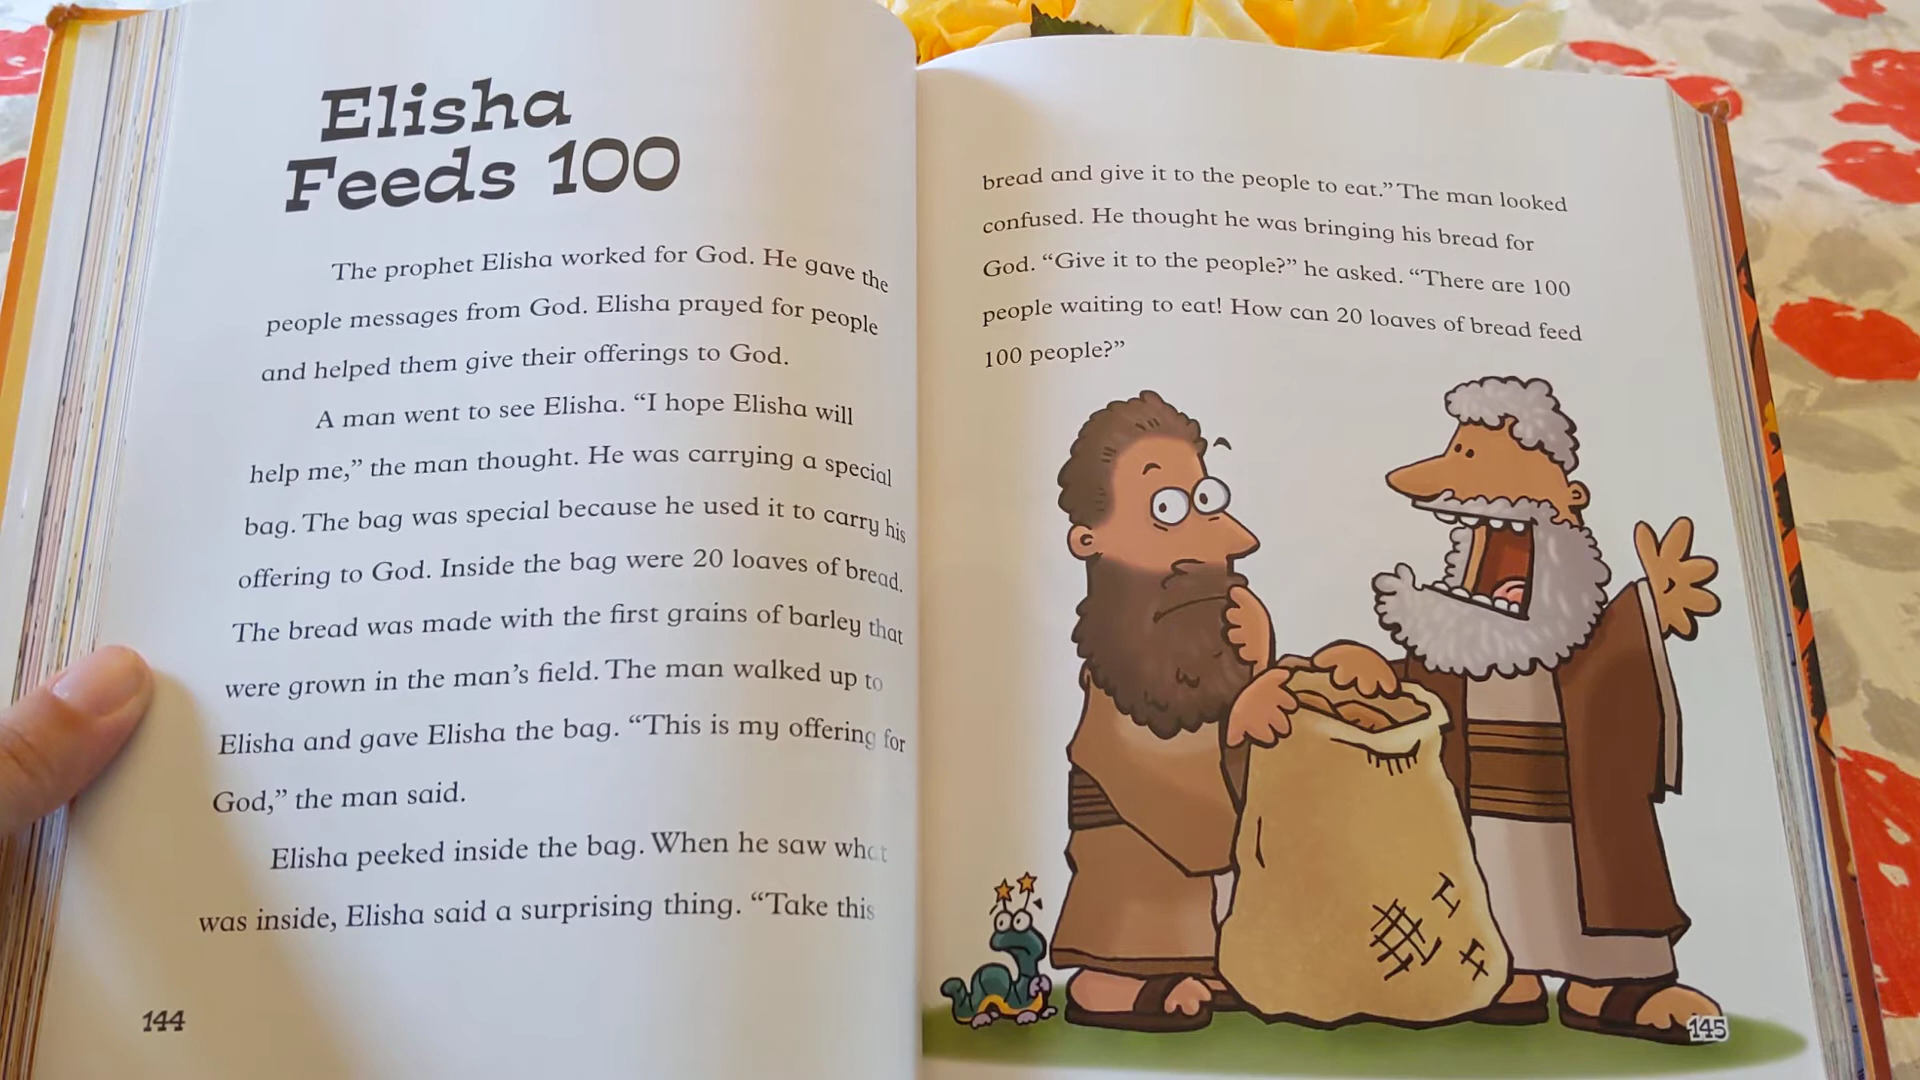 Elisha
Feeds 100
The prophet Elisha worked for God. He gave the
people messages from God. Elisha prayed for people
and helped them give their offerings to God.
A man went to see Elisha. “I hope Elisha will
help me,” the man thought. He was carrying a special
bag. The bag was special because he used it to carry his
offering to God. Inside the bag were 20 loaves of bread.
The bread was made with the first grains of barley that
were grown in the man’s field. The man walked up to
Elisha and gave Elisha the bag. “This is my offering for
God,” the man said.
Elisha peeked inside the bag. When he saw what
was inside, Elisha said a surprising thing. “Take this
144
bread and give it to the people to eat.” The man looked
confused. He thought he was bringing his bread for
God. “Give it to the people?” he asked. “There are 100
people waiting to eat! How can 20 loaves of bread feed
100 people?”
145